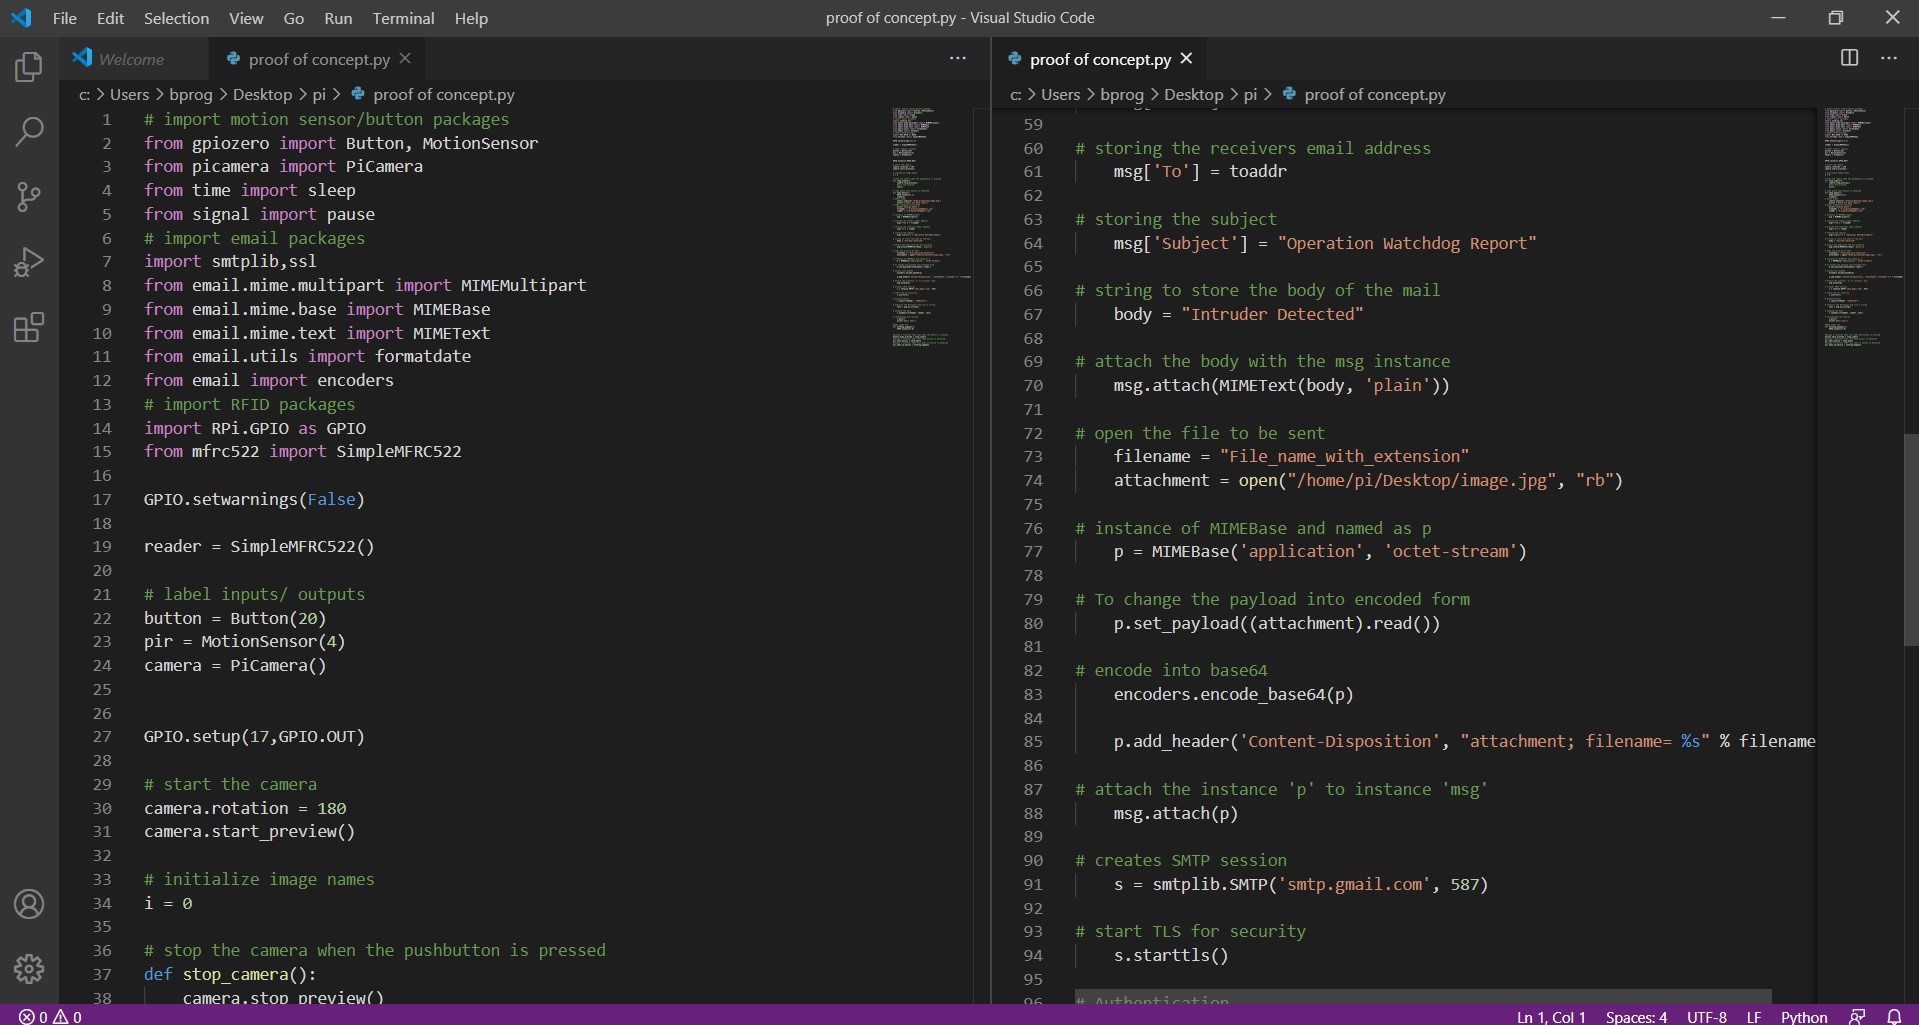 File Edit Selection View Go Run Terminal Help
proof of concept.py - Visual Studio Code
Welcome
proof of concept.py
c: > Users > bprog > Desktop > pi > proof of concept.py
1 # import motion sensor/button packages
2 from gpiozero import Button, MotionSensor
3 from picamera import PiCamera
4 from time import sleep
5 from signal import pause
6 # import email packages
7 import smtplib,ssl
8 from email.mime.multipart import MIMEMultipart
9 from email.mime.base import MIMEBase
10 from email.mime.text import MIMEText
11 from email.utils import formatdate
12 from email import encoders
13 # import RFID packages
14 import RPi.GPIO as GPIO
15 from mfrc522 import SimpleMFRC522
16
17 GPIO.setwarnings(False)
18
19 reader = SimpleMFRC522()
20
21 # label inputs/ outputs
22 button = Button(20)
23 pir = MotionSensor(4)
24 camera = PiCamera()
25
26
27 GPIO.setup(17,GPIO.OUT)
28
29 # start the camera
30 camera.rotation = 180
31 camera.start_preview()
32
33 # initialize image names
34 i = 0
35
36 # stop the camera when the pushbutton is pressed
37 def stop_camera():
38 camera.stop_preview()
proof of concept.py
c: > Users > bprog > Desktop > pi > proof of concept.py
59
60 # storing the receivers email address
61 msg['To'] = toaddr
62
63 # storing the subject
64 msg['Subject'] = "Operation Watchdog Report"
65
66 # string to store the body of the mail
67 body = "Intruder Detected"
68
69 # attach the body with the msg instance
70 msg.attach(MIMEText(body, 'plain'))
71
72 # open the file to be sent
73 filename = "File_name_with_extension"
74 attachment = open("/home/pi/Desktop/image.jpg", "rb")
75
76 # instance of MIMEBase and named as p
77 p = MIMEBase('application', 'octet-stream')
78
79 # To change the payload into encoded form
80 p.set_payload((attachment).read())
81
82 # encode into base64
83 encoders.encode_base64(p)
84
85 p.add_header('Content-Disposition', "attachment; filename= %s" % filename
86
87 # attach the instance 'p' to instance 'msg'
88 msg.attach(p)
89
90 # creates SMTP session
91 s = smtplib.SMTP('smtp.gmail.com', 587)
92
93 # start TLS for security
94 s.starttls()
95
96 # Authentication
0 0
Ln 1, Col 1 Spaces: 4 UTF-8 LF Python